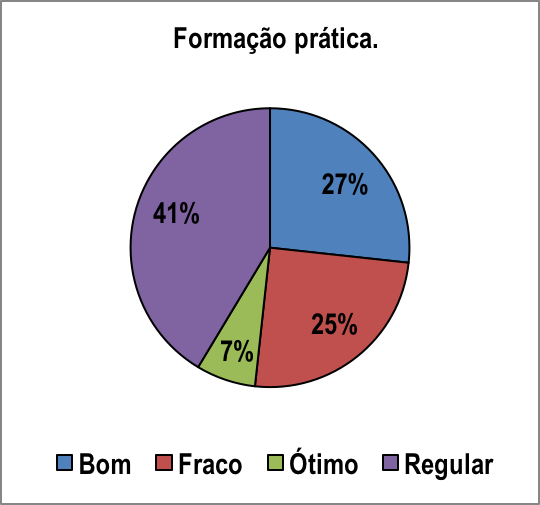 Formação prática.
27%
41%
25%
7%
Bom Fraco Ótimo Regular